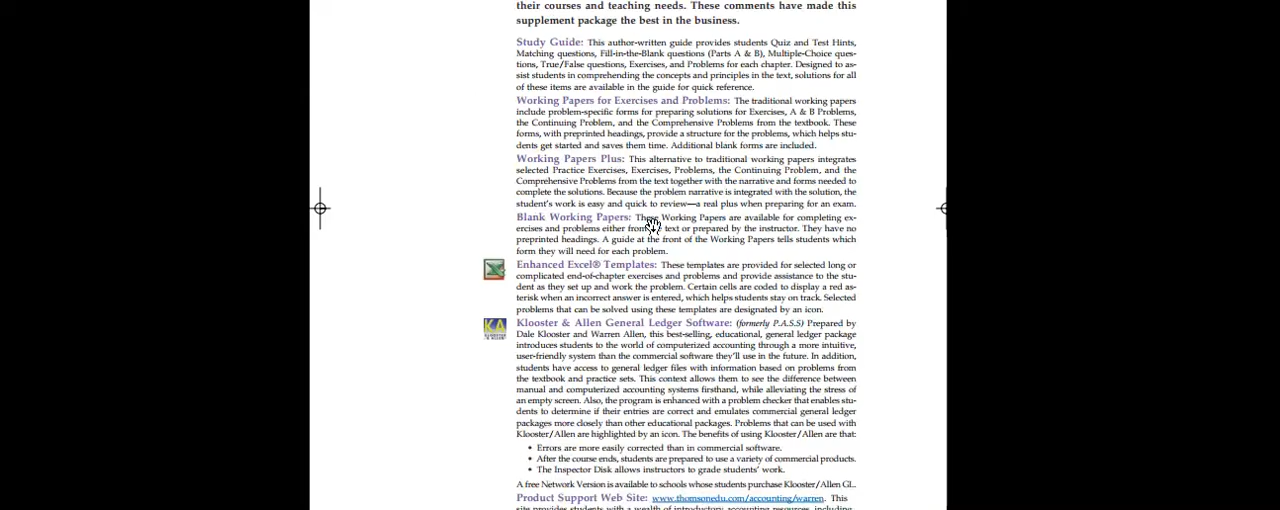 their courses and teaching needs. These comments have made this
supplement package the best in the business.
Study Guide: This author-written guide provides students Quiz and Test Hints,
Matching questions, Fill-in-the-Blank questions (Parts A & B), Multiple-Choice ques-
tions, True/False questions, Exercises, and Problems for each chapter. Designed to as-
sist students in comprehending the concepts and principles in the text, solutions for all
of these items are available in the guide for quick reference.
Working Papers for Exercises and Problems: The traditional working papers
include problem-specific forms for preparing solutions for Exercises, A & B Problems,
the Continuing Problem, and the Comprehensive Problems from the textbook. These
forms, with preprinted headings, provide a structure for the problems, which helps stu-
dents get started and saves them time. Additional blank forms are included.
Working Papers Plus: This alternative to traditional working papers integrates
selected Practice Exercises, Exercises, Problems, the Continuing Problem, and the
Comprehensive Problems from the text together with the narrative and forms needed to
complete the solutions. Because the problem narrative is integrated with the solution, the
student's work is easy and quick to review—a real plus when preparing for an exam.
Blank Working Papers: These Working Papers are available for completing ex-
ercises and problems either from text or prepared by the instructor. They have no
preprinted headings. A guide at the front of the Working Papers tells students which
form they will need for each problem.
Enhanced Excel® Templates: These templates are provided for selected long or
complicated end-of-chapter exercises and problems and provide assistance to the stu-
dent as they set up and work the problem. Certain cells are coded to display a red as-
terisk when an incorrect answer is entered, which helps students stay on track. Selected
problems that can be solved using these templates are designated by an icon.
KA Klooster & Allen General Ledger Software: (formerly P.A.S.S) Prepared by
Dale Klooster and Warren Allen, this best-selling, educational, general ledger package
introduces students to the world of computerized accounting through a more intuitive,
user-friendly system than the commercial software they'll use in the future. In addition,
students have access to general ledger files with information based on problems from
the textbook and practice sets. This context allows them to see the difference between
manual and computerized accounting systems firsthand, while alleviating the stress of
an empty screen. Also, the program is enhanced with a problem checker that enables stu-
dents to determine if their entries are correct and emulates commercial general ledger
packages more closely than other educational packages. Problems that can be used with
Klooster/Allen are highlighted by an icon. The benefits of using Klooster/Allen are that:
• Errors are more easily corrected than in commercial software.
• After the course ends, students are prepared to use a variety of commercial products.
• The Inspector Disk allows instructors to grade students' work.
A free Network Version is available to schools whose students purchase Klooster/Allen GL.
Product Support Web Site: www.thomsonedu.com/accounting/warren. This
site provides students with a wealth of introductory accounting resources, including